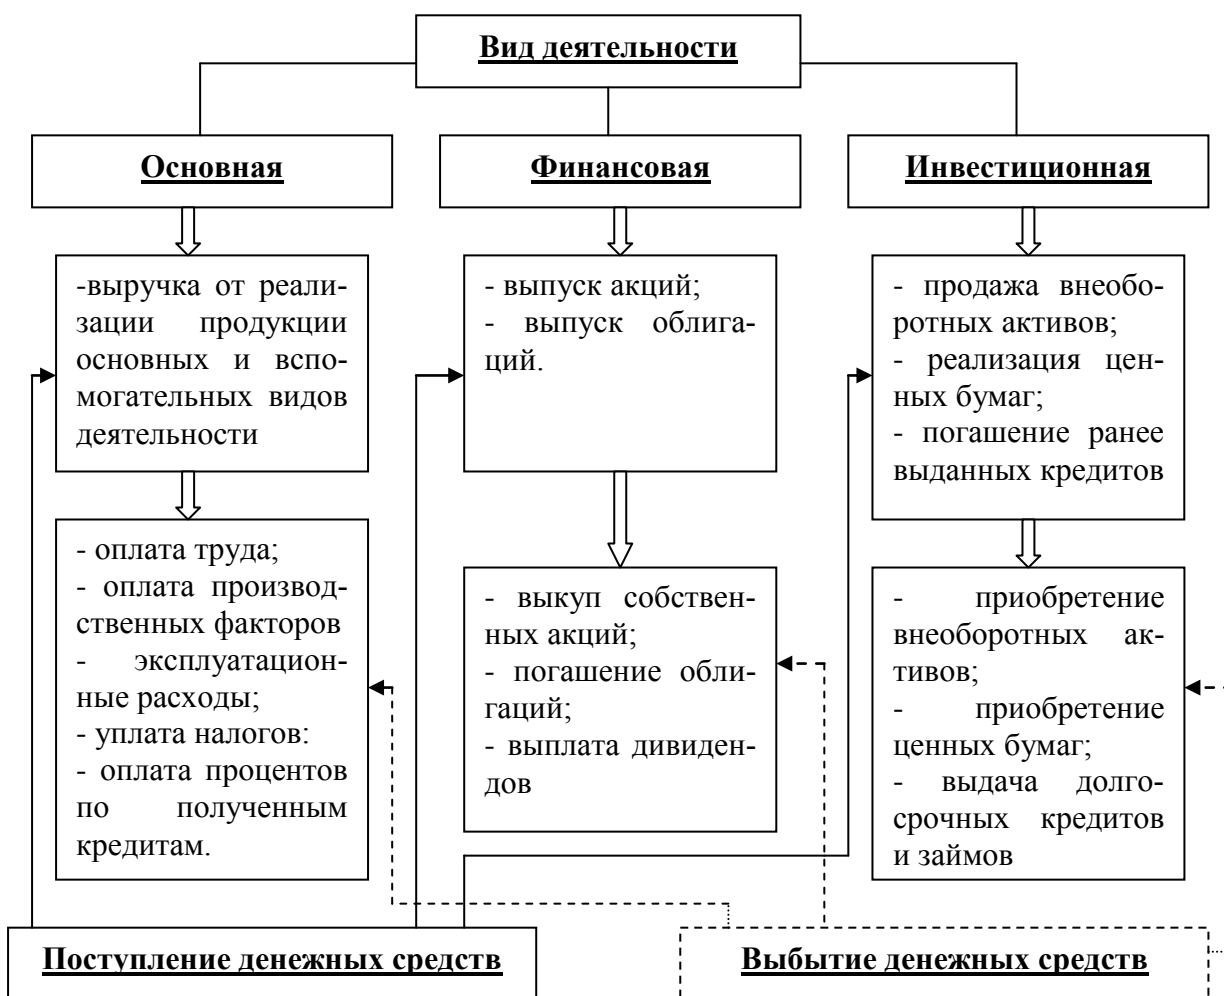 Вид деятельности
Основная
Финансовая
Инвестиционная
-выручка от реали-
зации продукции
основных и вспо-
могательных видов
деятельности
- выпуск акций;
- выпуск облига-
ций.
- продажа внеобо-
ротных активов;
- реализация цен-
ных бумаг;
- погашение ранее
выданных кредитов
- оплата труда;
- оплата производ-
ственных факторов
- эксплуатацион-
ные расходы;
- уплата налогов:
- оплата процентов
по полученным
кредитам.
- выкуп собствен-
ных акций;
- погашение обли-
гаций;
- выплата дивиден-
дов
- приобретение
внеоборотных ак-
тивов;
- приобретение
ценных бумаг;
- выдача долго-
срочных кредитов
и займов
Поступление денежных средств
Выбытие денежных средств